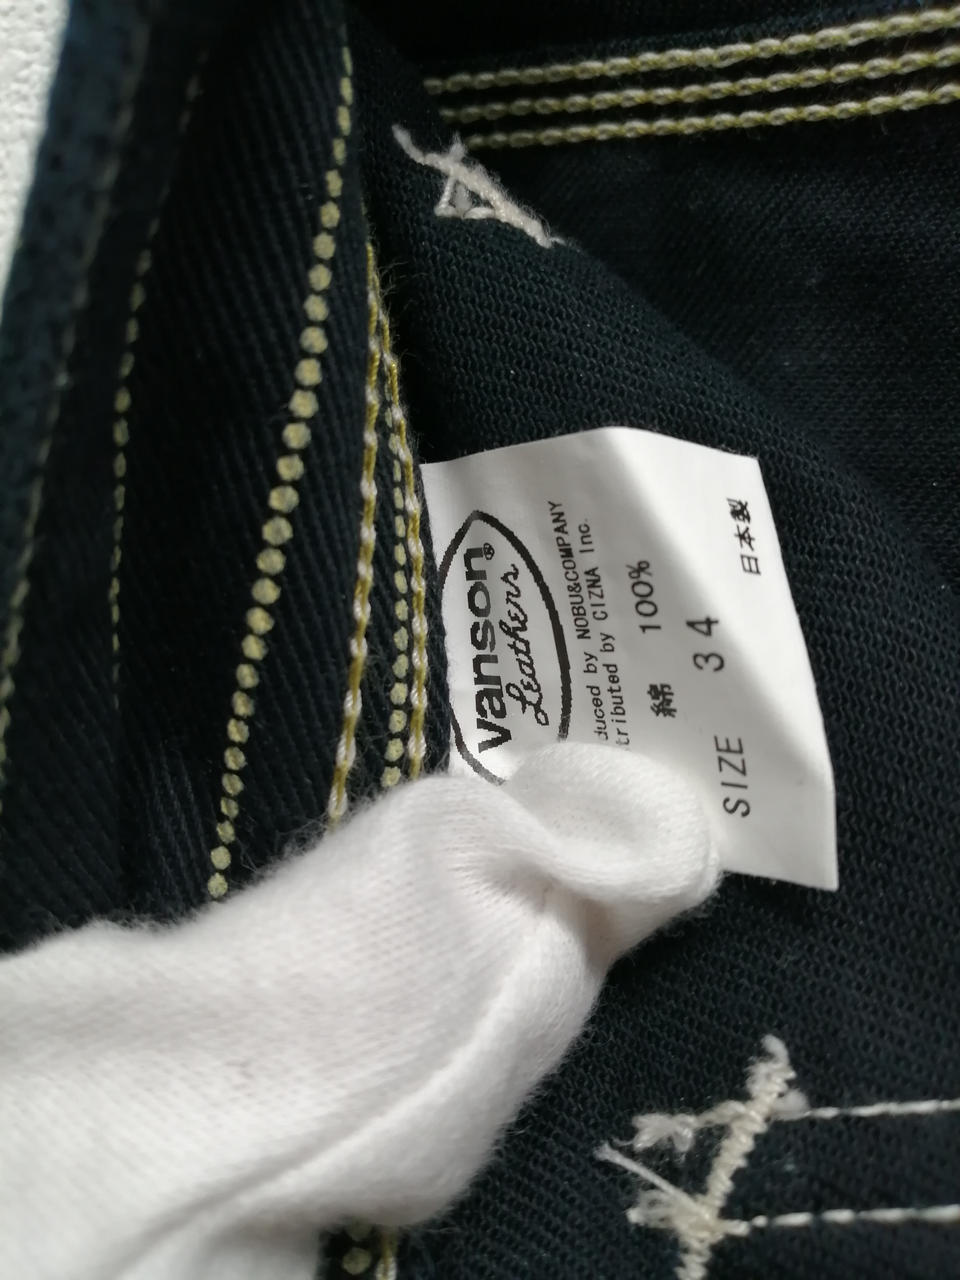 vanson®
Leathers
by NOBU&COMPANY
by CIZNA Inc.
綿 100%
SIZE 34
日本製